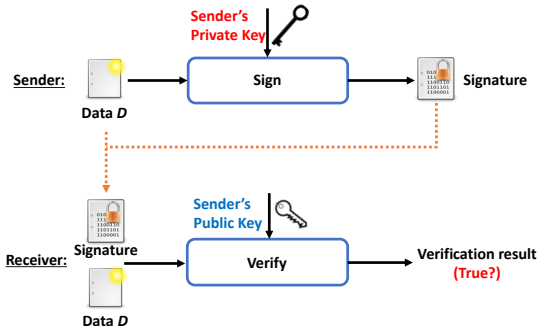 Sender's
Private Key
Sender:
Sign
Signature
Data D
Sender's
Public Key
Signature
Receiver:
Verify
Verification result
(True?)
Data D